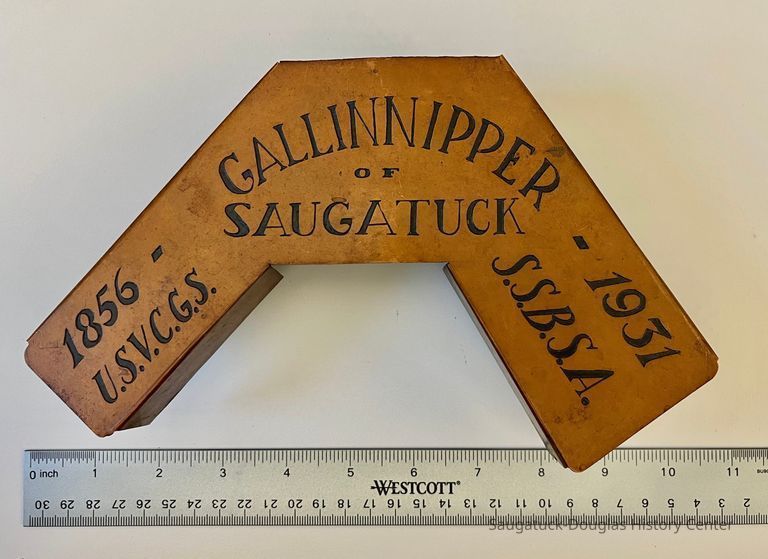 GALLINNIPPER
OF
SAUGATUCK
1856 -
U.S.V.C.G.S.
- 1931
S.S.B.S.A.
0 inch 1 2 3 4 5 6 7 8 9 10 11
WESTCOTT®
30 29 28 27 26 25 24 23 22 21 20 19 18 17 16 15 14 13 12 11 10 9 8 7 6 5 4 3 2
Saugatuck-Douglas History Center